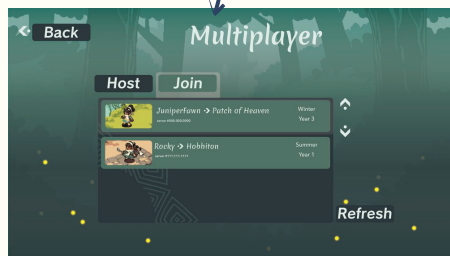 Back
Multiplayer
Host
Join
JuniperFawn → Patch of Heaven
Winter
Year 3
Rocky → Hobbiton
Summer
Year 1
Refresh